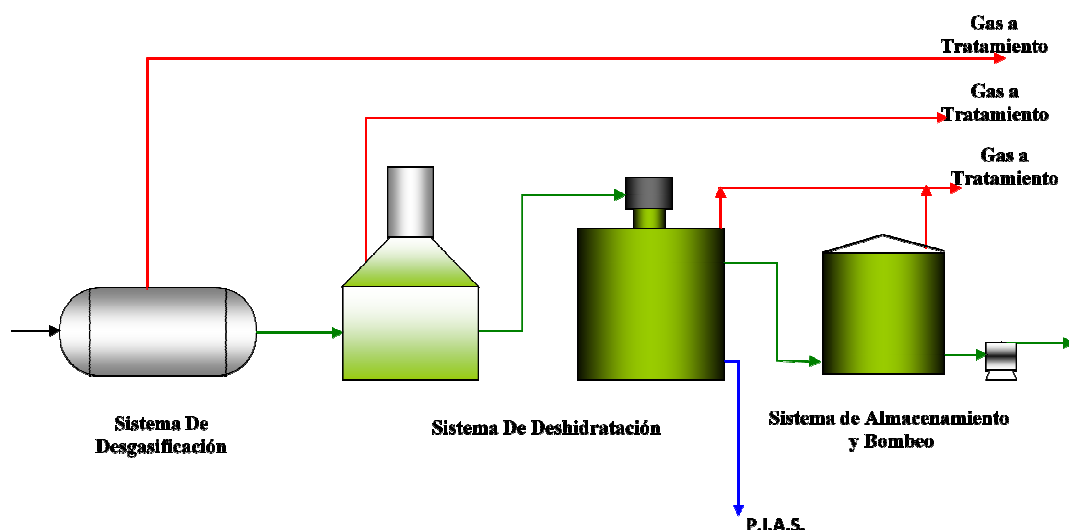 Gas a
Tratamiento
Gas a
Tratamiento
Gas a
Tratamiento
Sistema De
Desgasificación
Sistema De Deshidratación
Sistema de Almacenamiento
y Bombeo
P.I.A.S.